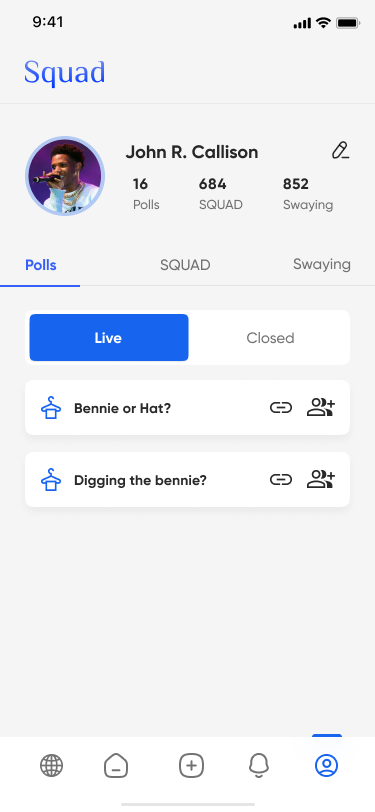 9:41
Squad
John R. Callison
16 684 852
Polls SQUAD Swaying
Polls SQUAD Swaying
Live Closed
Bennie or Hat?
Digging the bennie?